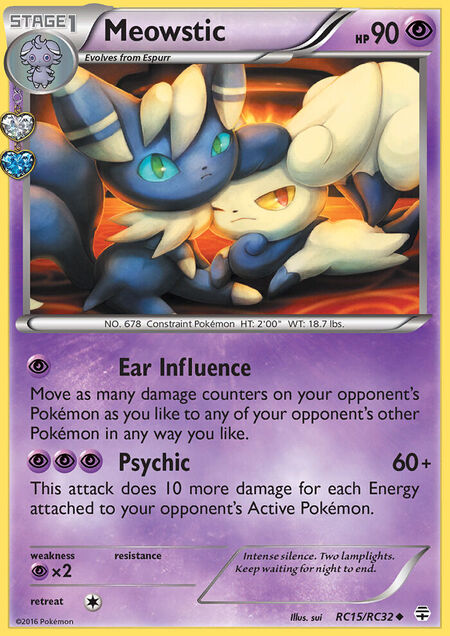 STAGE1
Meowstic
HP90
Evolves from Espurr
NO. 678 Constraint Pokémon HT: 2'00" WT: 18.7 lbs.
Ear Influence
Move as many damage counters on your opponent's
Pokémon as you like to any of your opponent's other
Pokémon in any way you like.
Psychic 60+
This attack does 10 more damage for each Energy
attached to your opponent's Active Pokémon.
weakness resistance
×2
retreat
Intense silence. Two lamplights.
Keep waiting for night to end.
©2016 Pokémon
Illus. sui RC15/RC32